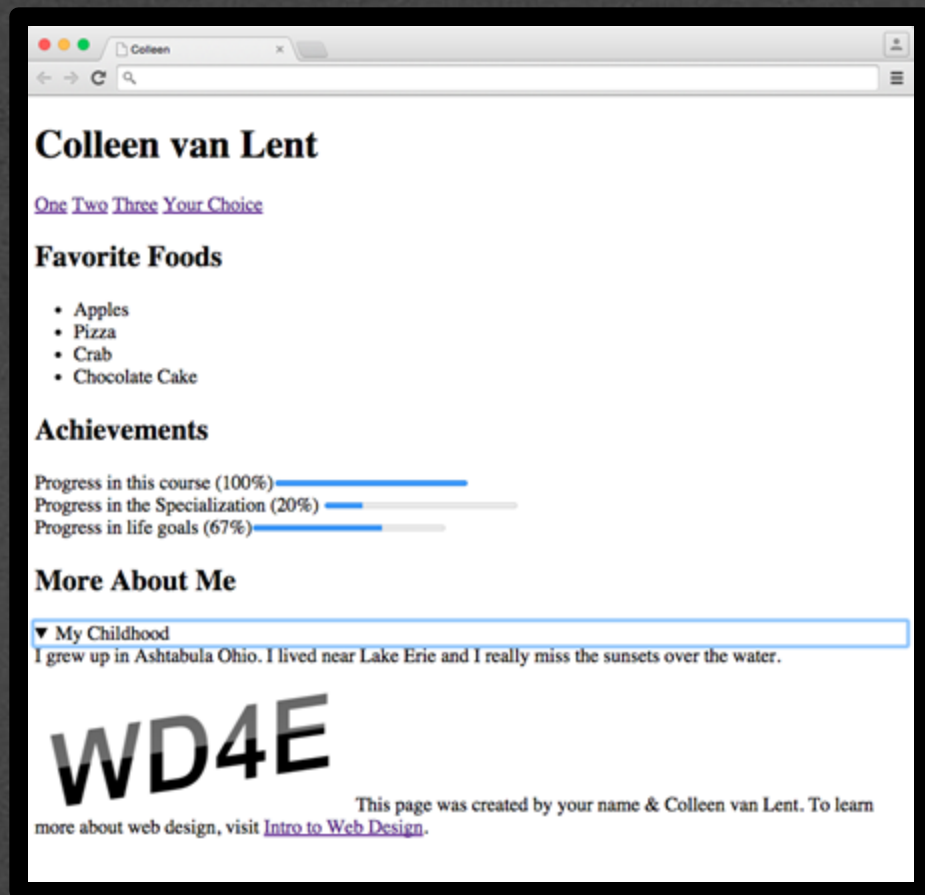 Colleen
Colleen van Lent
One Two Three Your Choice
Favorite Foods
• Apples
• Pizza
• Crab
• Chocolate Cake
Achievements
Progress in this course (100%)
Progress in the Specialization (20%)
Progress in life goals (67%)
More About Me
▼ My Childhood
I grew up in Ashtabula Ohio. I lived near Lake Erie and I really miss the sunsets over the water.
WD4E
This page was created by your name & Colleen van Lent. To learn
more about web design, visit Intro to Web Design.